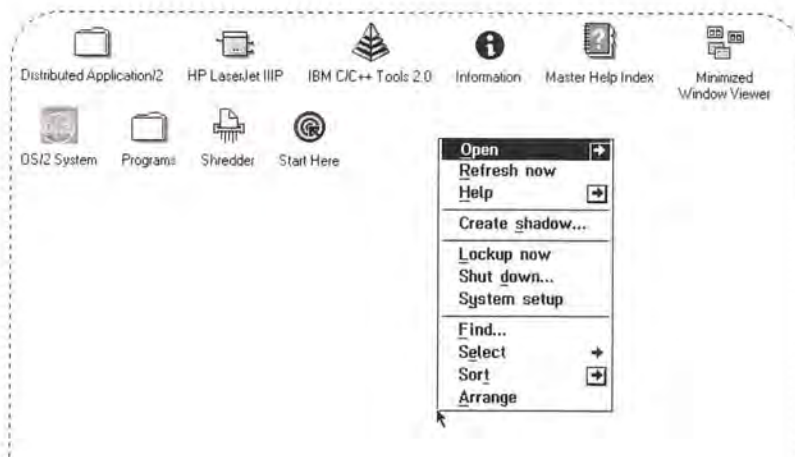 Distributed Application/2 HP LaserJet IIIP IBM C/C++ Tools 2.0 Information Master Help Index Minimized
Window Viewer
OS/2 System Programs Shredder Start Here
Open
Refresh now
Help
Create shadow...
Lockup now
Shut down...
System setup
Find...
Select
Sort
Arrange